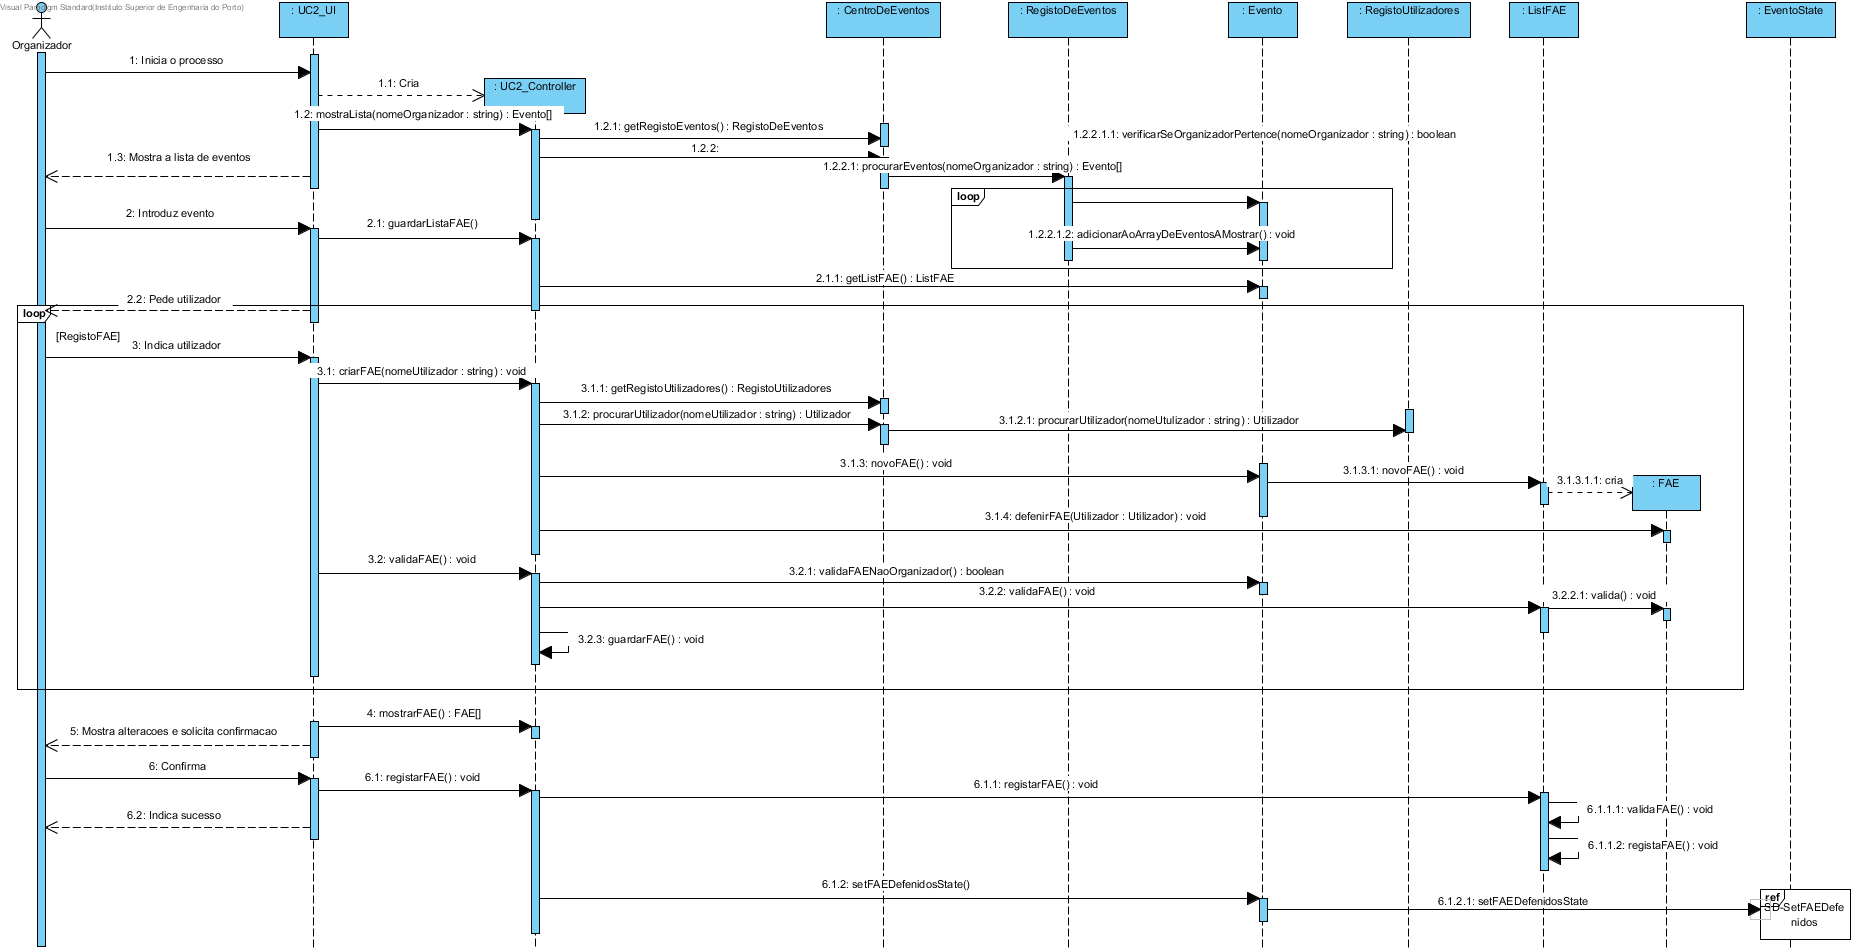 Visual Paradigm Standard(Instituto Superior de Engenharia do Porto)
: UC2_UI
: CentroDeEventos
: RegistoDeEventos
: Evento
: RegistoUtilizadores
: ListFAE
: EventoState
Organizador
1: Inicia o processo
1.1: Cria
: UC2_Controller
1.2: mostraLista(nomeOrganizador : string) : Evento[]
1.2.1: getRegistoEventos() : RegistoDeEventos
1.2.2.1.1: verificarSeOrganizadorPertence(nomeOrganizador : string) : boolean
1.2.2:
1.3: Mostra a lista de eventos
1.2.2.1: procurarEventos(nomeOrganizador : string) : Evento[]
loop
2: Introduz evento
2.1: guardarListaFAE()
1.2.2.1.2: adicionarAoArrayDeEventosAMostrar() : void
2.1.1: getListFAE() : ListFAE
2.2: Pede utilizador
loop
[RegistoFAE]
3: Indica utilizador
3.1: criarFAE(nomeUtilizador : string) : void
3.1.1: getRegistoUtilizadores() : RegistoUtilizadores
3.1.2: procurarUtilizador(nomeUtilizador : string) : Utilizador
3.1.2.1: procurarUtilizador(nomeUtulizador : string) : Utilizador
3.1.3: novoFAE() : void
3.1.3.1: novoFAE() : void
3.1.3.1.1: cria
: FAE
3.1.4: defenirFAE(Utilizador : Utilizador) : void
3.2: validaFAE() : void
3.2.1: validaFAENaoOrganizador() : boolean
3.2.2: validaFAE() : void
3.2.2.1: valida() : void
3.2.3: guardarFAE() : void
4: mostrarFAE() : FAE[]
5: Mostra alteracoes e solicita confirmacao
6: Confirma
6.1: registarFAE() : void
6.1.1: registarFAE() : void
6.2: Indica sucesso
6.1.1.1: validaFAE() : void
6.1.1.2: registaFAE() : void
6.1.2: setFAEDefenidosState()
6.1.2.1: setFAEDefenidosState
ref
SD-SetFAEDefe
nidos